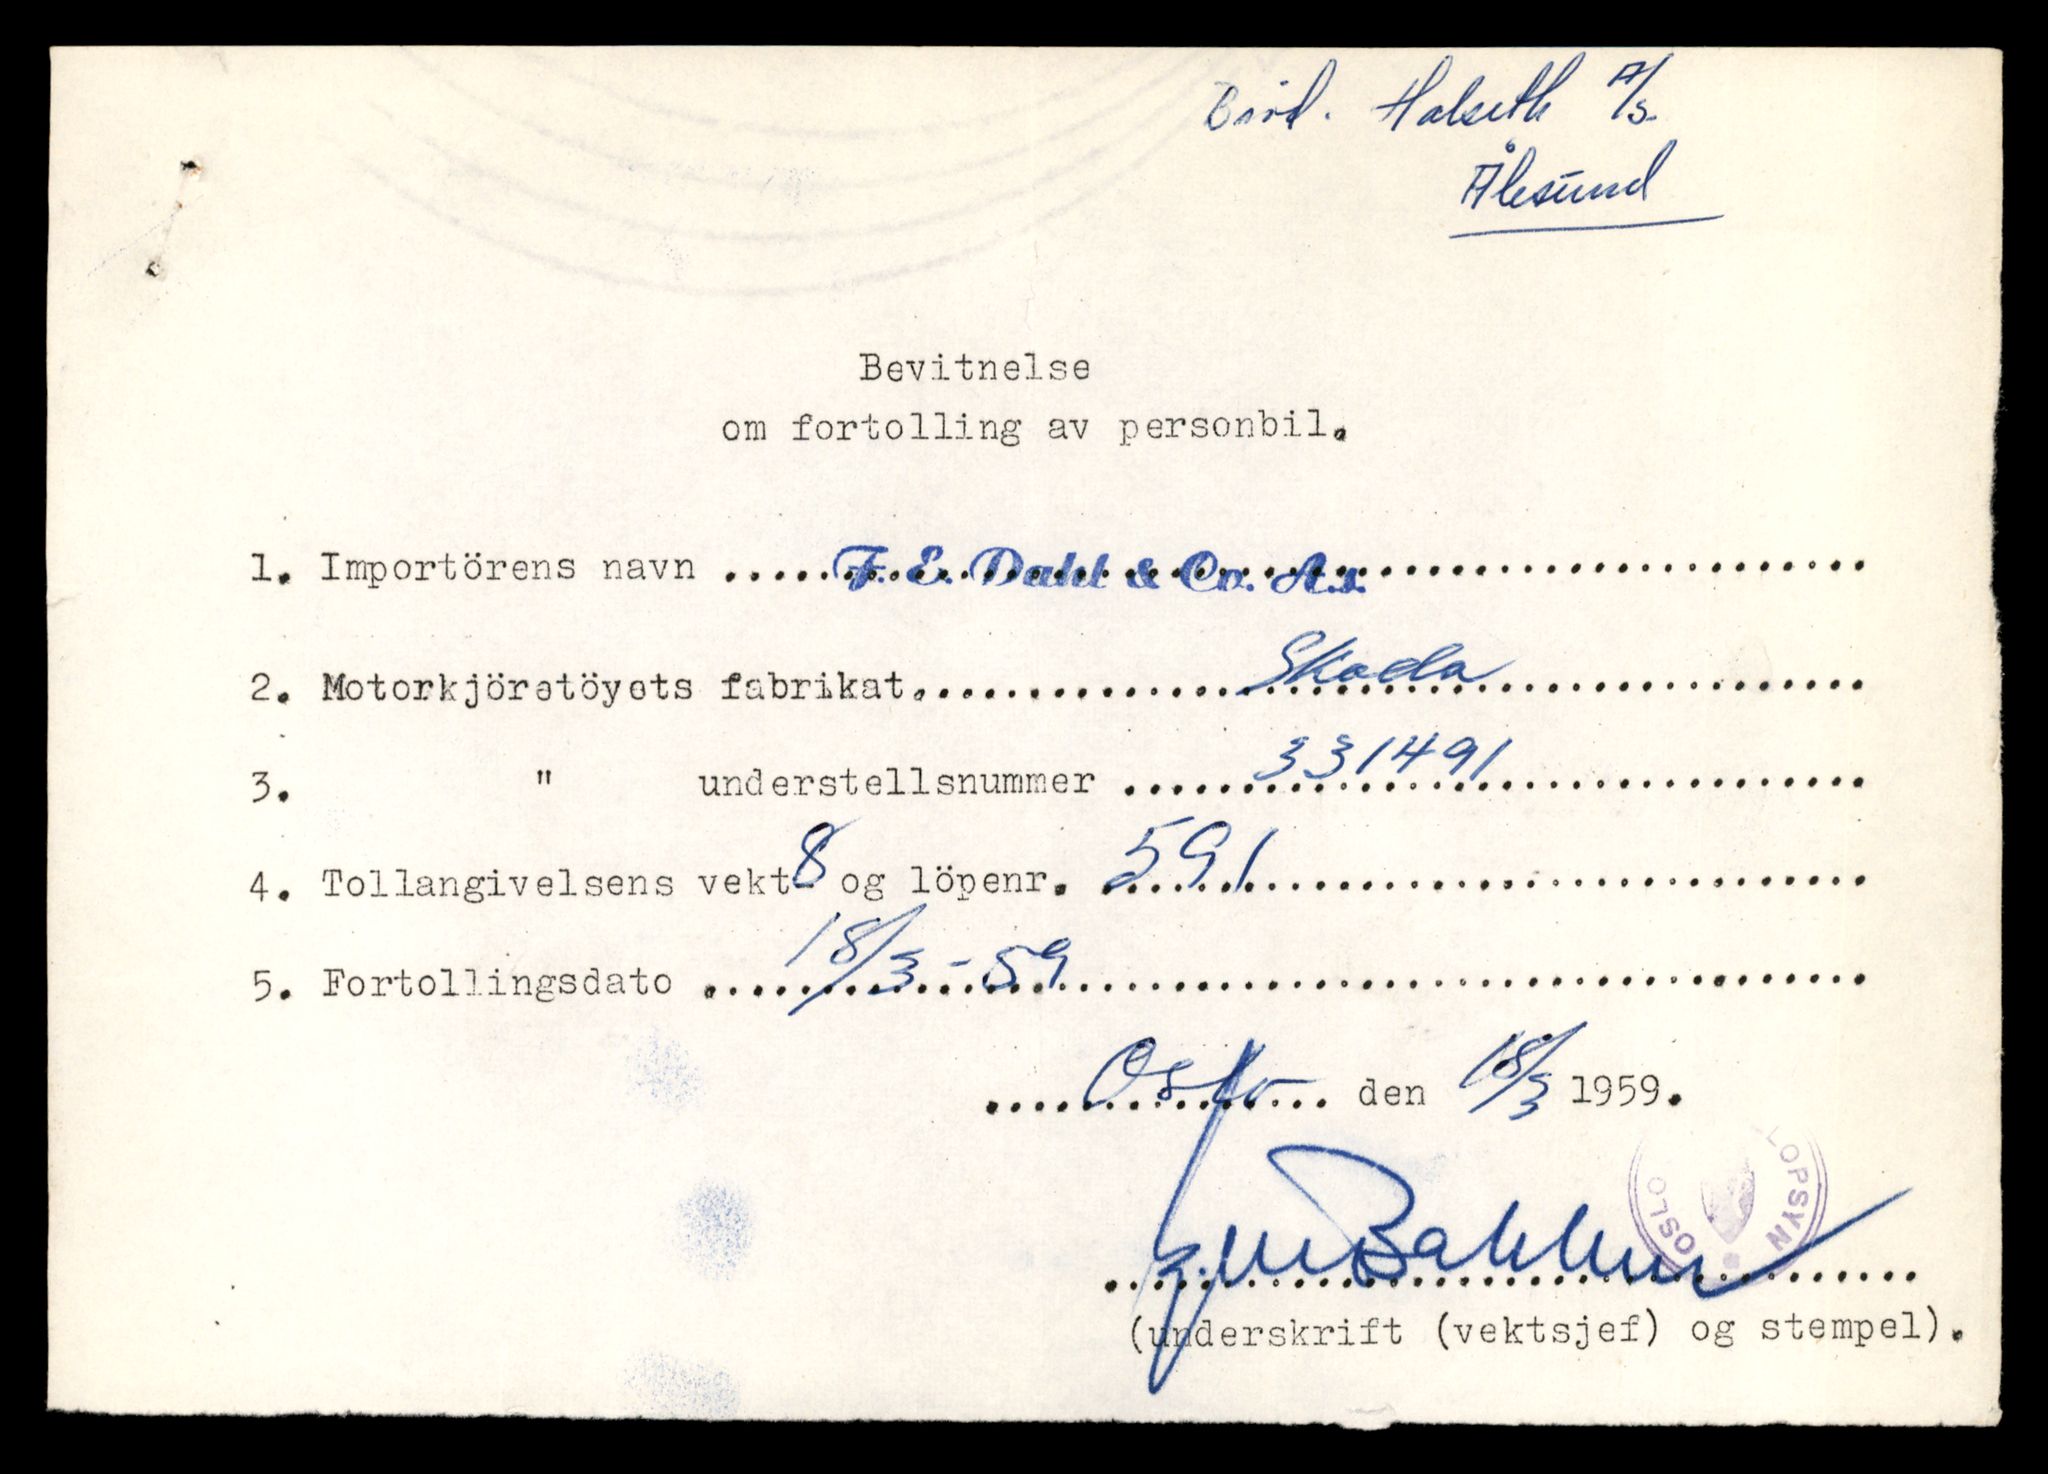 Brød. Halseth A/s
Ålesund
Bevitnelse
om fortolling av personbil.
1. Importörens navn ..... F. E. Dahl & Co. A.s. .....
2. Motorkjöretöyets fabrikat..... Skoda .....
3. " understellsnummer ..... 331491 .....
4. Tollangivelsens vekt- 8 og löpenr. 591 .....
5. Fortollingsdato ..... 18/3-59 .....
Oslo den 18/3 1959.
OPSYN
OSLO
(underskrift (vektsjef) og stempel).